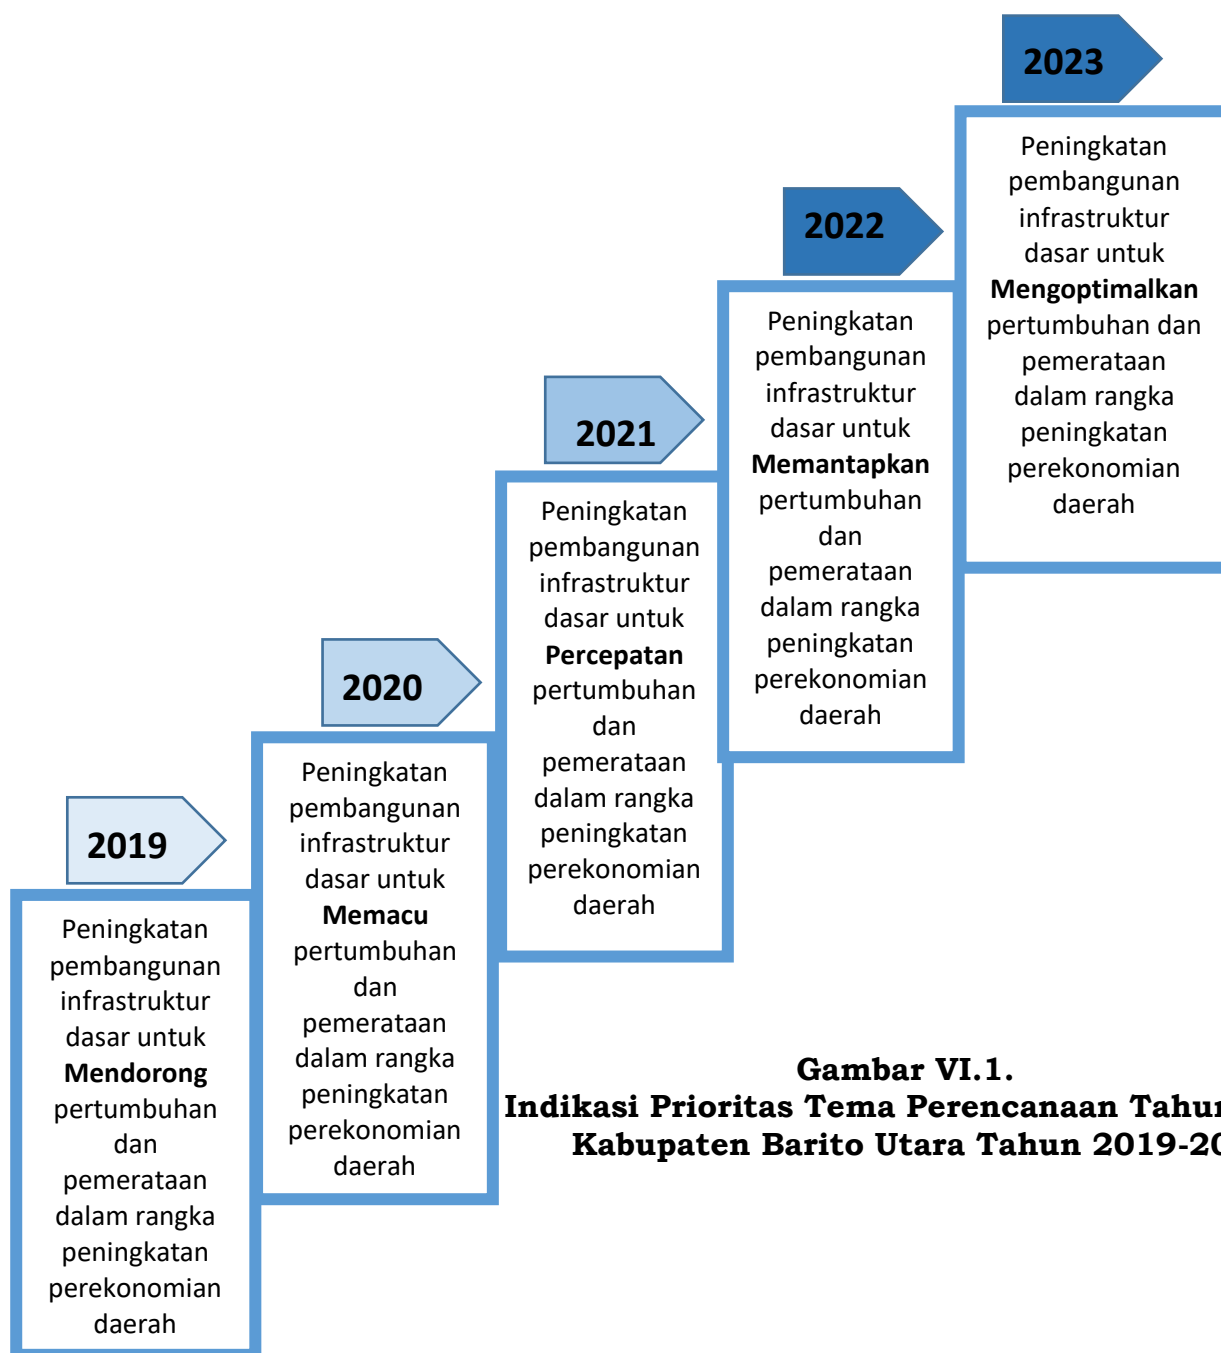 2019
Peningkatan
pembangunan
infrastruktur
dasar untuk
Mendorong
pertumbuhan
dan
pemerataan
dalam rangka
peningkatan
perekonomian
daerah
2020
Peningkatan
pembangunan
infrastruktur
dasar untuk
Memacu
pertumbuhan
dan
pemerataan
dalam rangka
peningkatan
perekonomian
daerah
2021
Peningkatan
pembangunan
infrastruktur
dasar untuk
Percepatan
pertumbuhan
dan
pemerataan
dalam rangka
peningkatan
perekonomian
daerah
2022
Peningkatan
pembangunan
infrastruktur
dasar untuk
Memantapkan
pertumbuhan
dan
pemerataan
dalam rangka
peningkatan
perekonomian
daerah
2023
Peningkatan
pembangunan
infrastruktur
dasar untuk
Mengoptimalkan
pertumbuhan dan
pemerataan
dalam rangka
peningkatan
perekonomian
daerah
Gambar VI.1.
Indikasi Prioritas Tema Perencanaan
Kabupaten Barito Utara Tahun